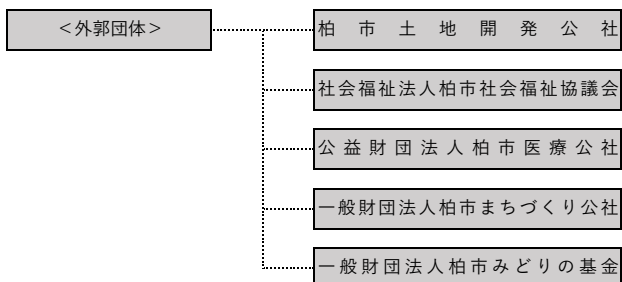 ＜外郭団体＞
柏市土地開発公社
社会福祉法人柏市社会福祉協議会
公益財団法人柏市医療公社
一般財団法人柏市まちづくり公社
一般財団法人柏市みどりの基金